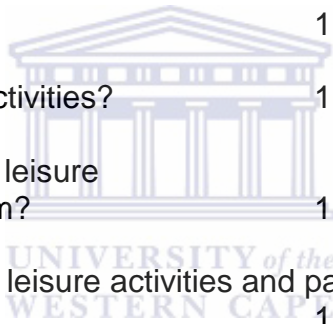 1
ctivities? 1
leisure
m? 1
UNIVERSITY of the
leisure activities and pa
WESTERN CAPE
1